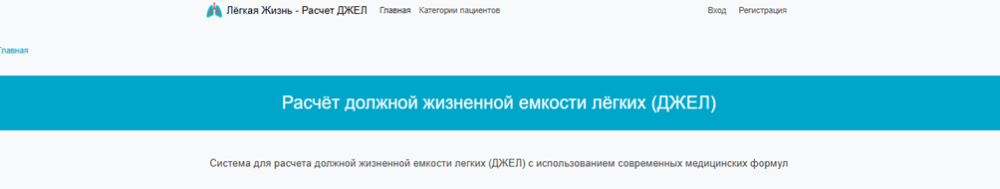 Лёгкая Жизнь - Расчет ДЖЕЛ Главная Категории пациентов Вход Регистрация
Главная
Расчёт должной жизненной емкости лёгких (ДЖЕЛ)
Система для расчета должной жизненной емкости легких (ДЖЕЛ) с использованием современных медицинских формул